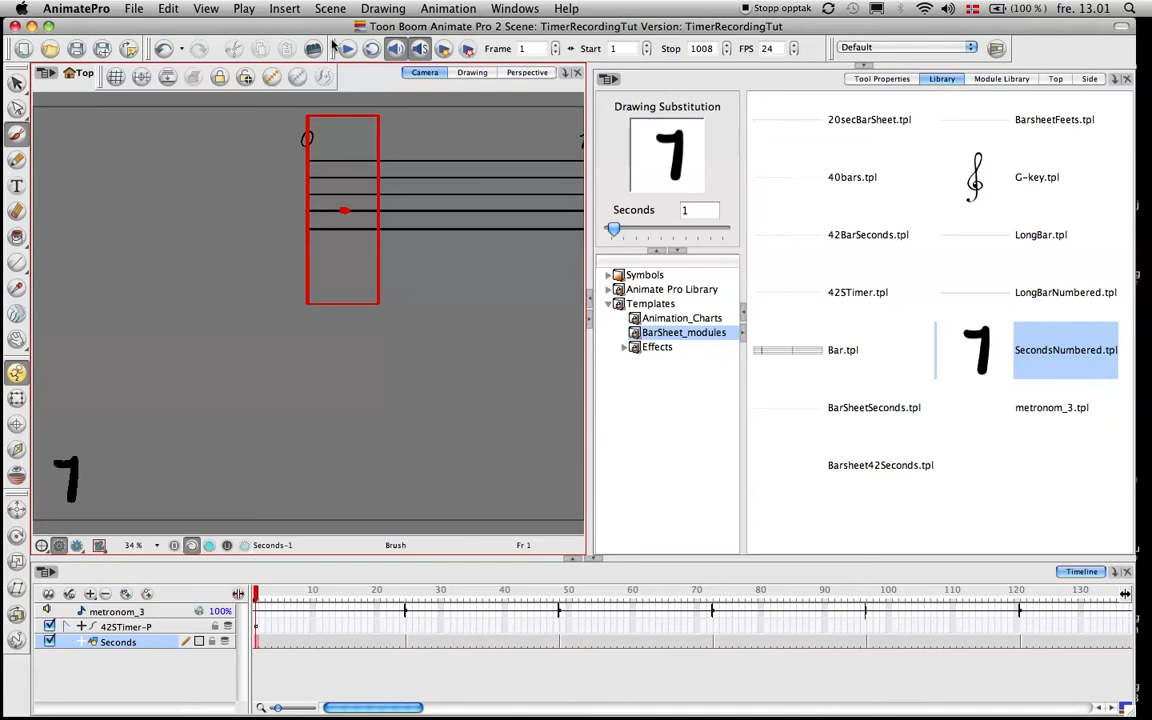 AnimatePro File Edit View Play Insert Scene Drawing Animation Windows Help Stopp opptak (100 %) fre. 13.01
Toon Boom Animate Pro 2 Scene: TimerRecordingTut Version: TimerRecordingTut
Frame 1 Start 1 Stop 1008 FPS 24 Default
Top Camera Drawing Perspective Tool Properties Library Module Library Top Side
0
Drawing Substitution
7
Seconds 1
Symbols
Animate Pro Library
Templates
Animation_Charts
BarSheet_modules
Effects
20secBarSheet.tpl BarsheetFeets.tpl
40bars.tpl G-key.tpl
42BarSeconds.tpl LongBar.tpl
42STimer.tpl LongBarNumbered.tpl
Bar.tpl 7 SecondsNumbered.tpl
BarSheetSeconds.tpl metronom_3.tpl
Barsheet42Seconds.tpl
7
34 % Seconds-1 Brush Fr 1
Timeline
10 20 30 40 50 60 70 80 90 100 110 120 130
metronom_3 100%
42STimer-P
Seconds